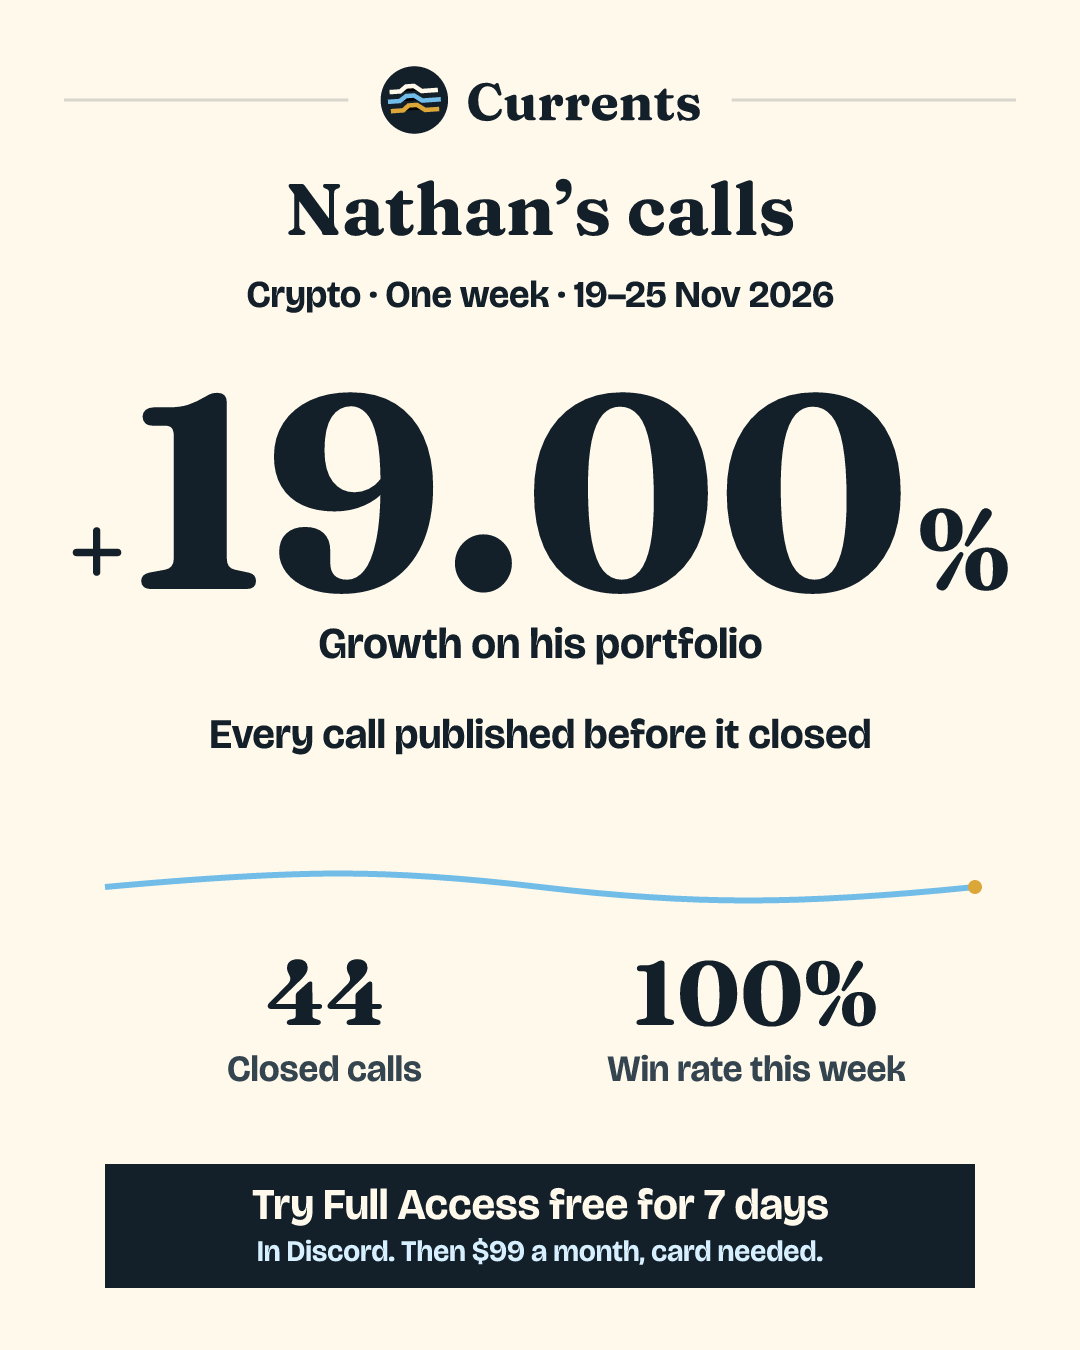 Currents
Nathan’s calls
Crypto · One week · 19–25 Nov 2026
+19.00%
Growth on his portfolio
Every call published before it closed
44
Closed calls
100%
Win rate this week
Try Full Access free for 7 days
In Discord. Then $99 a month, card needed.